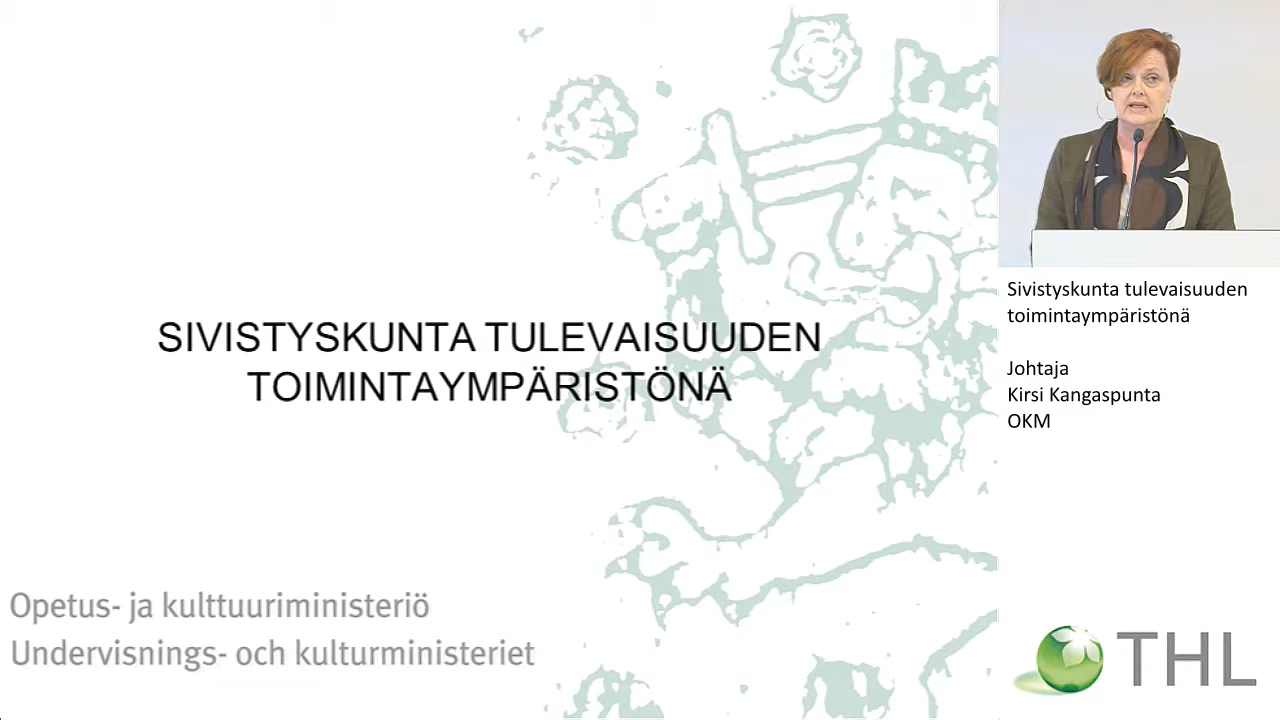 SIVISTYSKUNTA TULEVAISUUDEN
TOIMINTAYMPÄRISTÖNÄ
Opetus- ja kulttuuriministeriö
Undervisnings- och kulturministeriet
Sivistyskunta tulevaisuuden
toimintaympäristönä
Johtaja
Kirsi Kangaspunta
OKM
THL